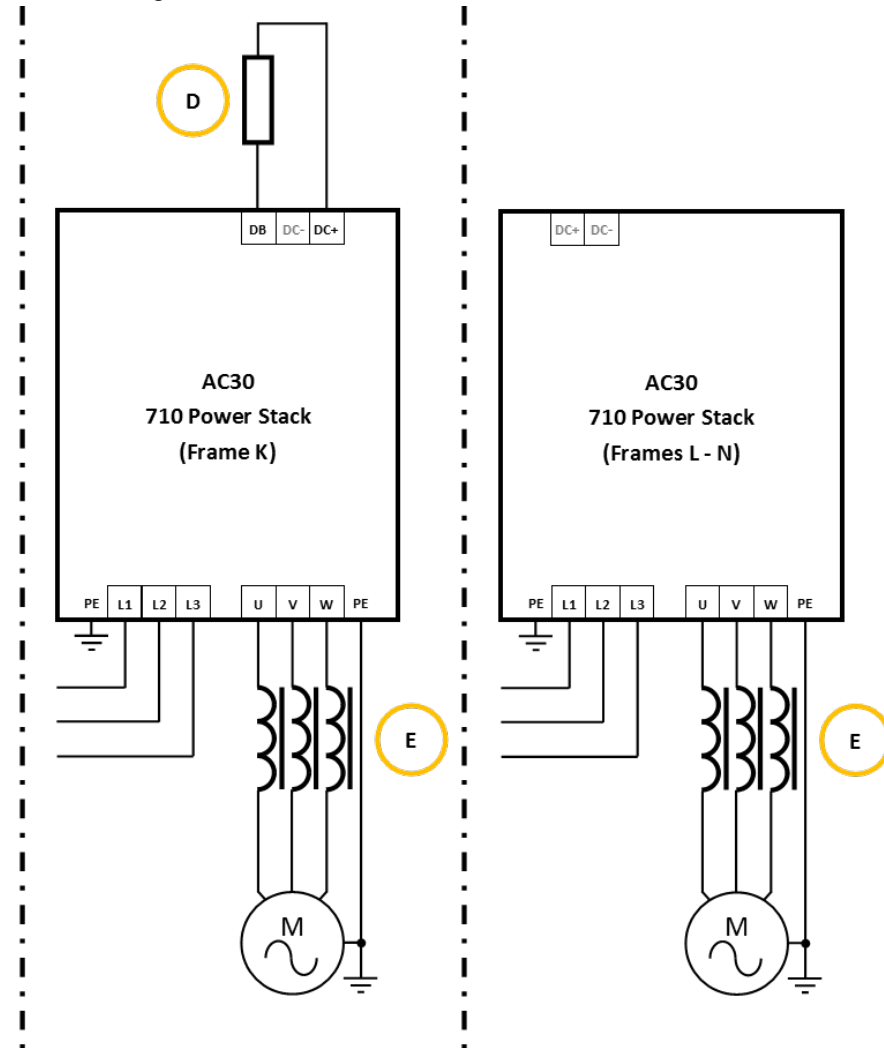 D
DB DC- DC+
AC30
710 Power Stack
(Frame K)
PE L1 L2 L3 U V W PE
E
M
DC+ DC-
AC30
710 Power Stack
(Frames L - N)
PE L1 L2 L3 U V W PE
E
M